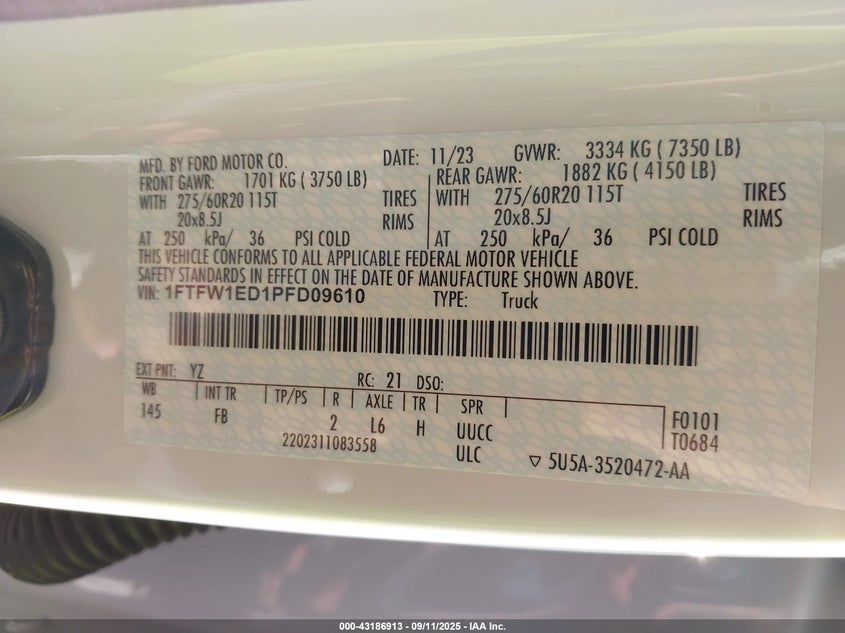 MFD. BY FORD MOTOR CO. DATE: 11/23 GVWR: 3334 KG ( 7350 LB)
FRONT GAWR: 1701 KG ( 3750 LB) REAR GAWR: 1882 KG ( 4150 LB)
WITH 275/60R20 115T TIRES WITH 275/60R20 115T TIRES
20x8.5J RIMS 20x8.5J RIMS
AT 250 kPa/ 36 PSI COLD AT 250 kPa/ 36 PSI COLD
THIS VEHICLE CONFORMS TO ALL APPLICABLE FEDERAL MOTOR VEHICLE
SAFETY STANDARDS IN EFFECT ON THE DATE OF MANUFACTURE SHOWN ABOVE.
VIN: 1FTFW1ED1PFD09610 TYPE: Truck
EXT PNT: YZ RC: 21 DSO:
WB INT TR TP/PS R AXLE TR SPR
145 FB 2 L6 H UUCC F0101
2202311083558 ULC T0684
▽ 5U5A-3520472-AA
000-43186913 - 09/11/2025 - IAA Inc.